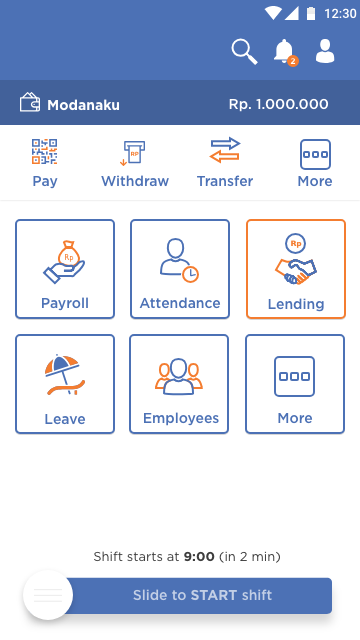 12:30
2
Modanaku
Rp. 1.000.000
RP
Pay
Withdraw
Transfer
More
Rp
Rp
Payroll
Attendance
Lending
Leave
Employees
More
Shift starts at 9:00 (in 2 min)
Slide to START shift